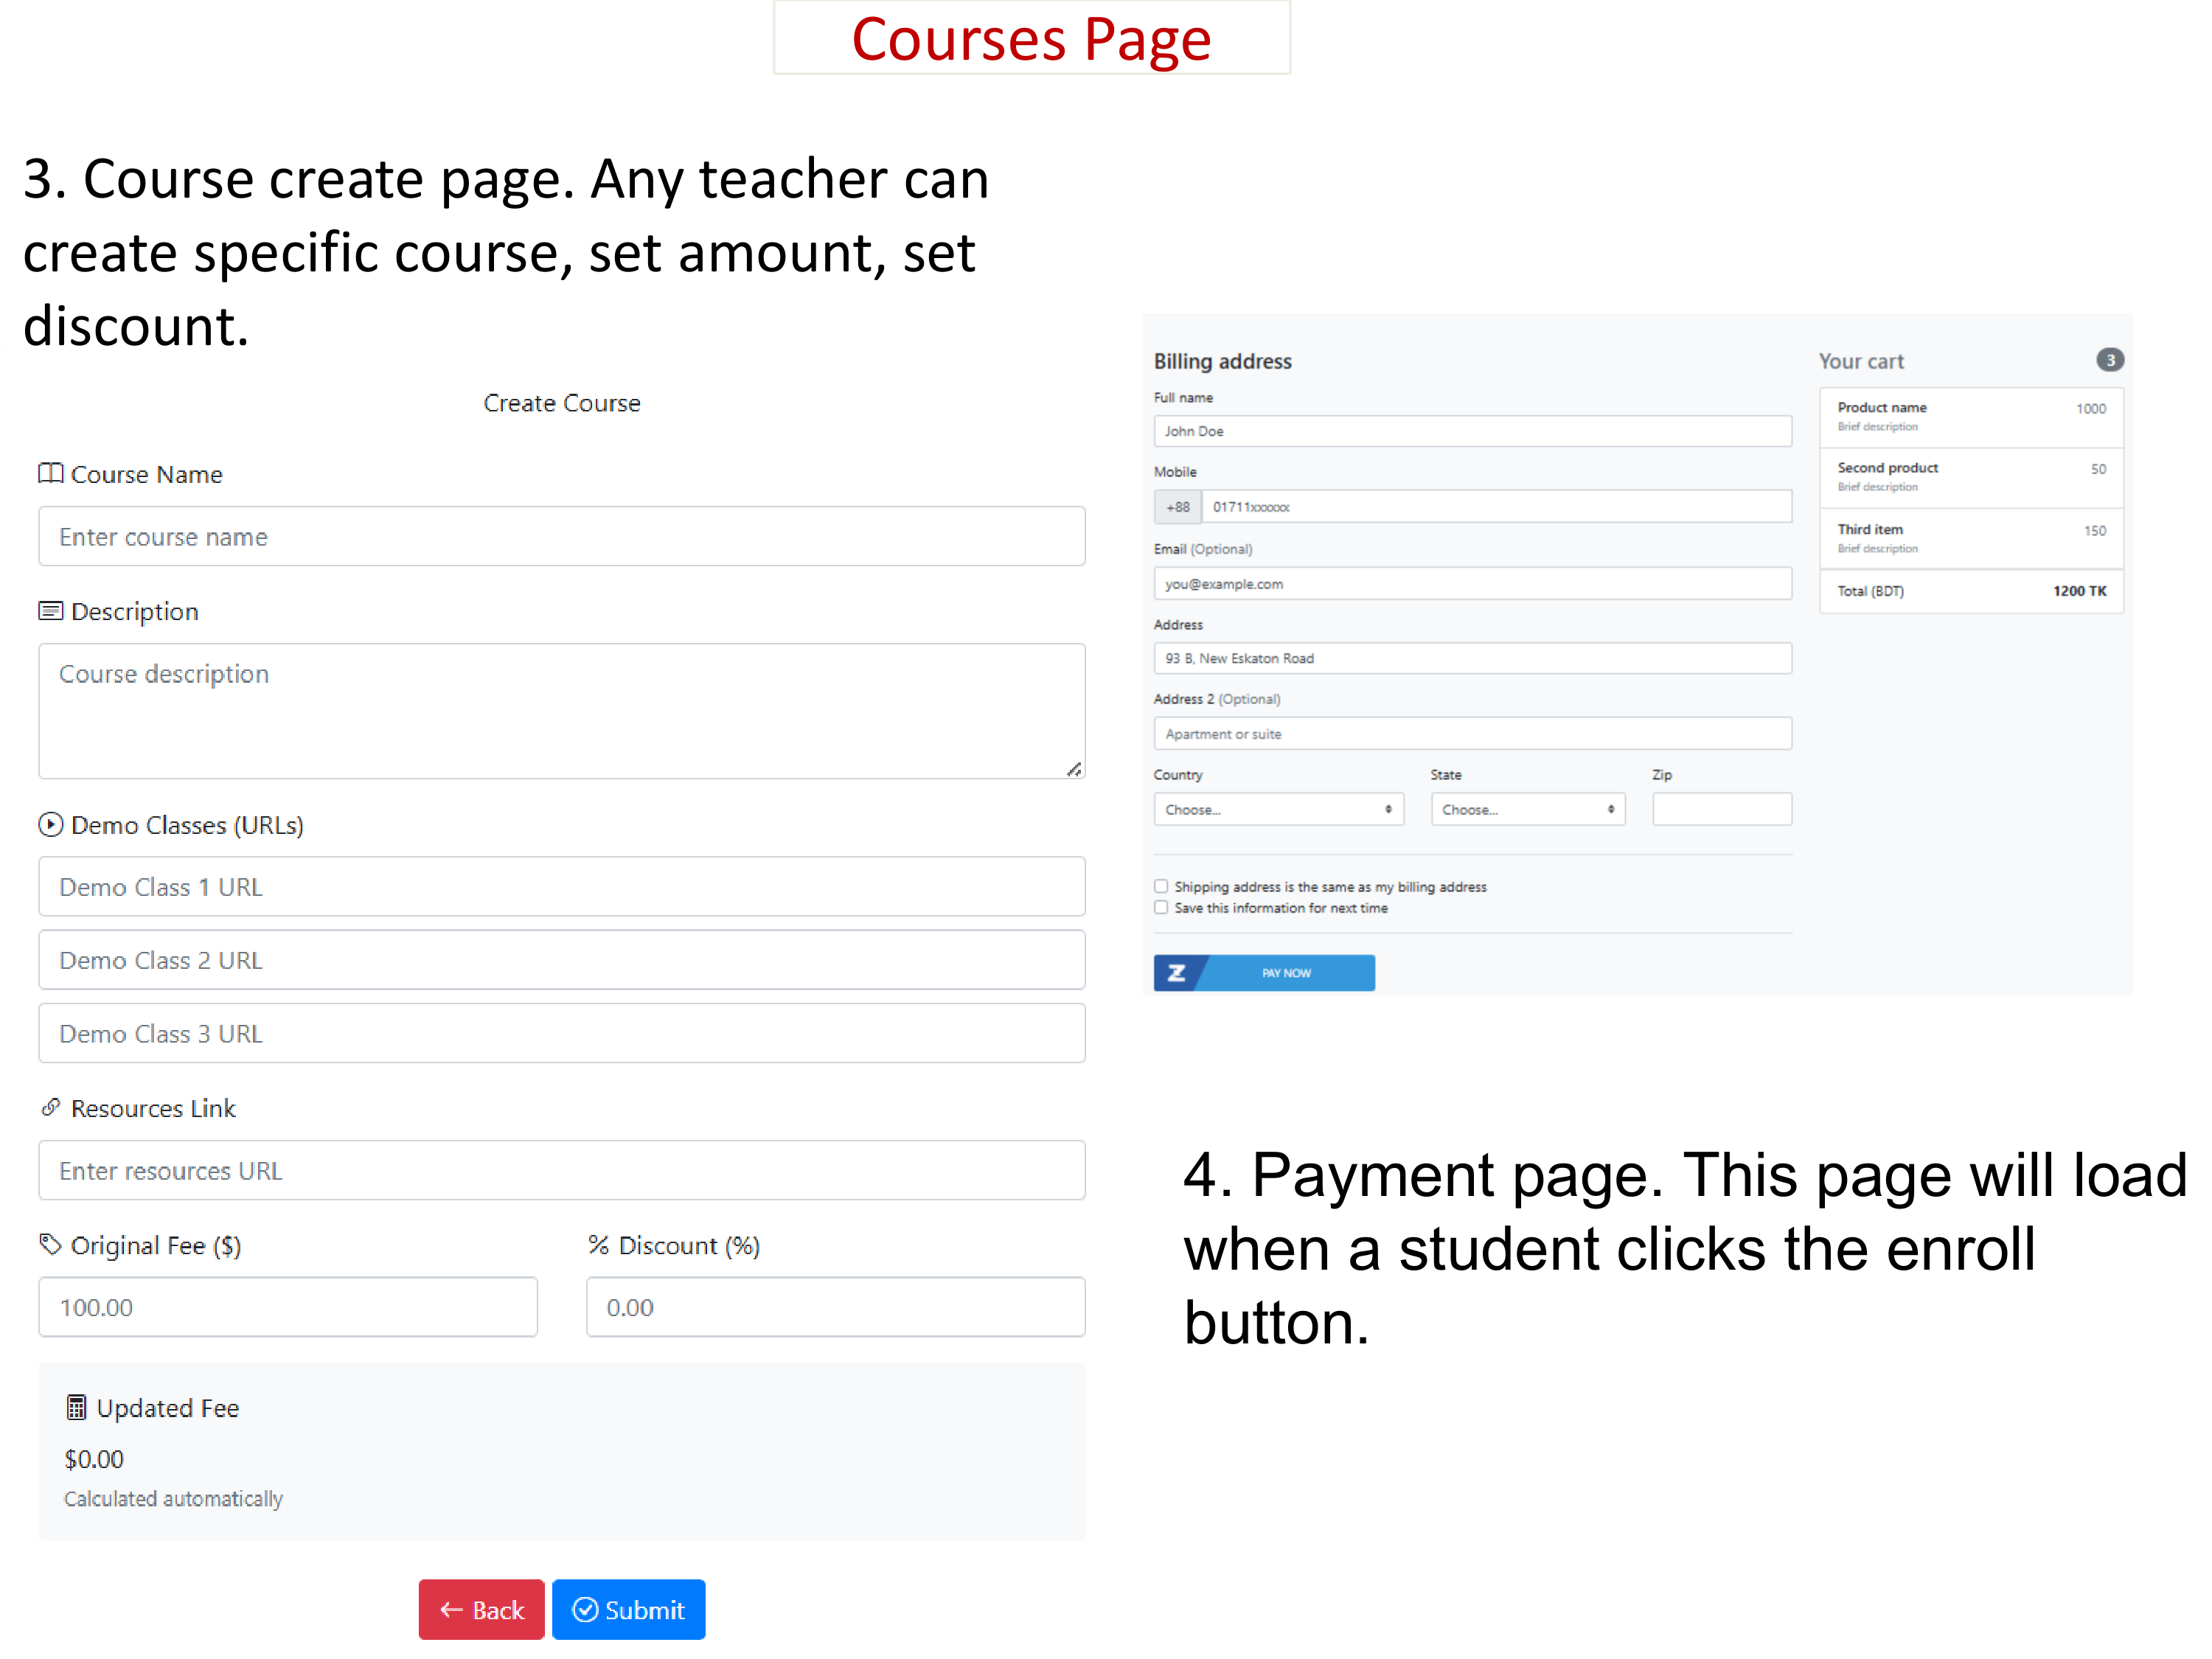 Courses Page
3. Course create page. Any teacher can
create specific course, set amount, set
discount.
Create Course
Course Name
Enter course name
Description
Course description
Demo Classes (URLs)
Demo Class 1 URL
Demo Class 2 URL
Demo Class 3 URL
Resources Link
Enter resources URL
Original Fee ($)
% Discount (%)
100.00
0.00
Updated Fee
$0.00
Calculated automatically
← Back
Submit
Billing address
Full name
John Doe
Mobile
+88 01711xxxxxx
Email (Optional)
you@example.com
Address
93 B, New Eskaton Road
Address 2 (Optional)
Apartment or suite
Country State Zip
Choose... Choose...
Shipping address is the same as my billing address
Save this information for next time
PAY NOW
Your cart 3
Product name 1000
Brief description
Second product 50
Brief description
Third item 150
Brief description
Total (BDT) 1200 TK
4. Payment page. This page will load
when a student clicks the enroll
button.